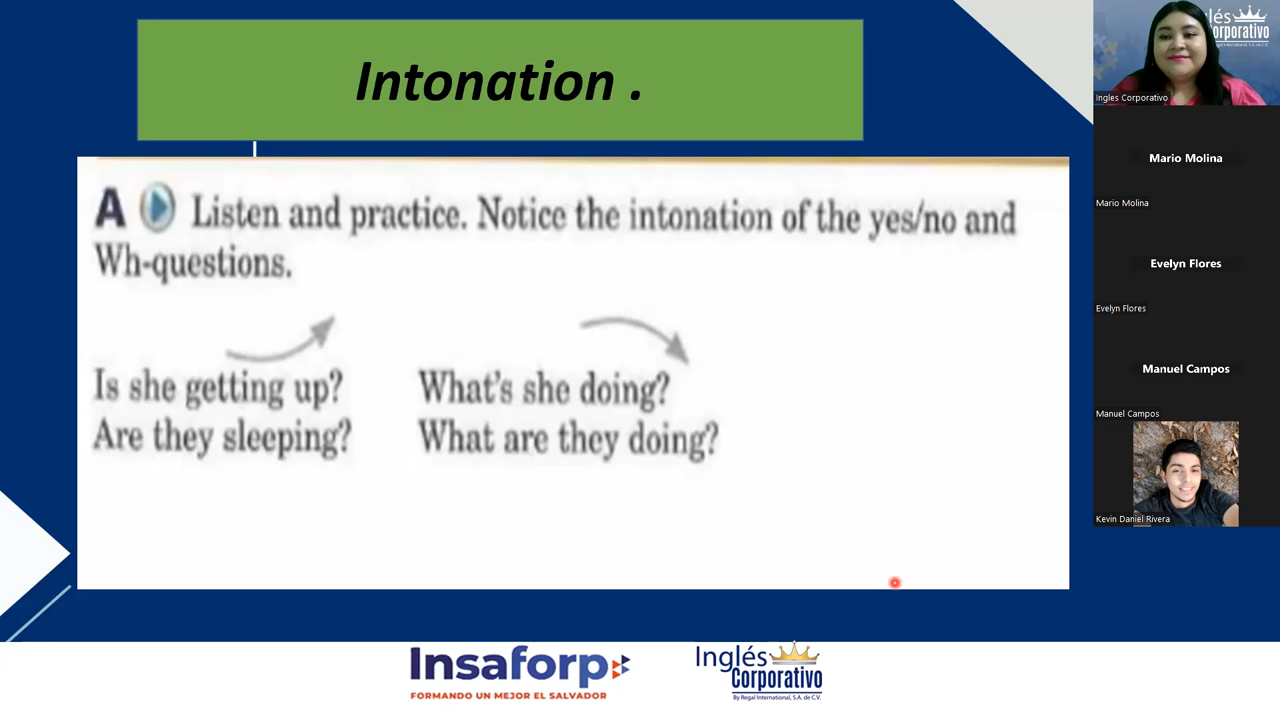 Intonation .
A Listen and practice. Notice the intonation of the yes/no and
Wh-questions.
Is she getting up? What's she doing?
Are they sleeping? What are they doing?
Insaforp
FORMANDO UN MEJOR EL SALVADOR
Inglés
Corporativo
By Regal International, S.A. de C.V.
lés
orporativo
Ingles Corporativo
Mario Molina
Mario Molina
Evelyn Flores
Evelyn Flores
Manuel Campos
Manuel Campos
Kevin Daniel Rivera